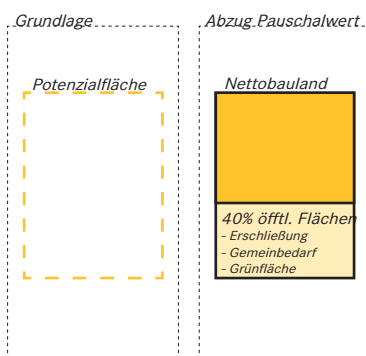 Grundlage
Abzug Pauschalwert
Potenzialfläche
Nettobauland
40% öfftl. Flächen
- Erschließung
- Gemeinbedarf
- Grünfläche